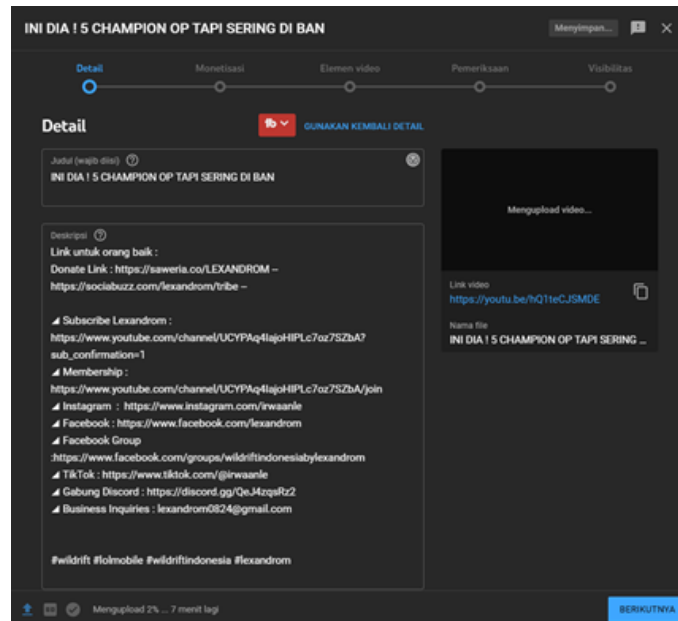 INI DIA ! 5 CHAMPION OP TAPI SERING DI BAN
Menyimpan...
Detail
Monetisasi
Elemen video
Pemeriksaan
Visibilitas
Detail
GUNAKAN KEMBALI DETAIL
Judul (wajib diisi)
INI DIA ! 5 CHAMPION OP TAPI SERING DI BAN
Deskripsi
Link untuk orang baik :
Donate Link : https://saweria.co/LEXANDROM –
https://sociabuzz.com/lexandrom/tribe –
◢ Subscribe Lexandrom :
https://www.youtube.com/channel/UCYPAq4IajoHIPLc7oz7SZbA?
sub_confirmation=1
◢ Membership :
https://www.youtube.com/channel/UCYPAq4IajoHIPLc7oz7SZbA/join
◢ Instagram : https://www.instagram.com/irwaanle
◢ Facebook : https://www.facebook.com/lexandrom
◢ Facebook Group
:https://www.facebook.com/groups/wildriftindonesiabylexandrom
◢ TikTok : https://www.tiktok.com/@irwaanle
◢ Gabung Discord : https://discord.gg/QeJ4zqsRz2
◢ Business Inquiries : lexandrom0824@gmail.com
#wildrift #lolmobile #wildriftindonesia #lexandrom
Mengupload video...
Link video
https://youtu.be/hQ1teCJSMDE
Nama file
INI DIA ! 5 CHAMPION OP TAPI SERING ...
Mengupload 2% ... 7 menit lagi
BERIKUTNYA